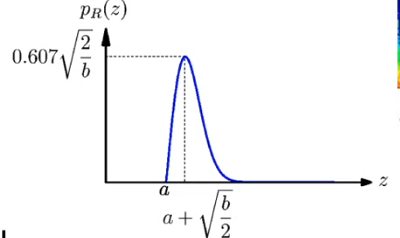 p_R(z)
0.607√(2/b)
z
a
a + √(b/2)